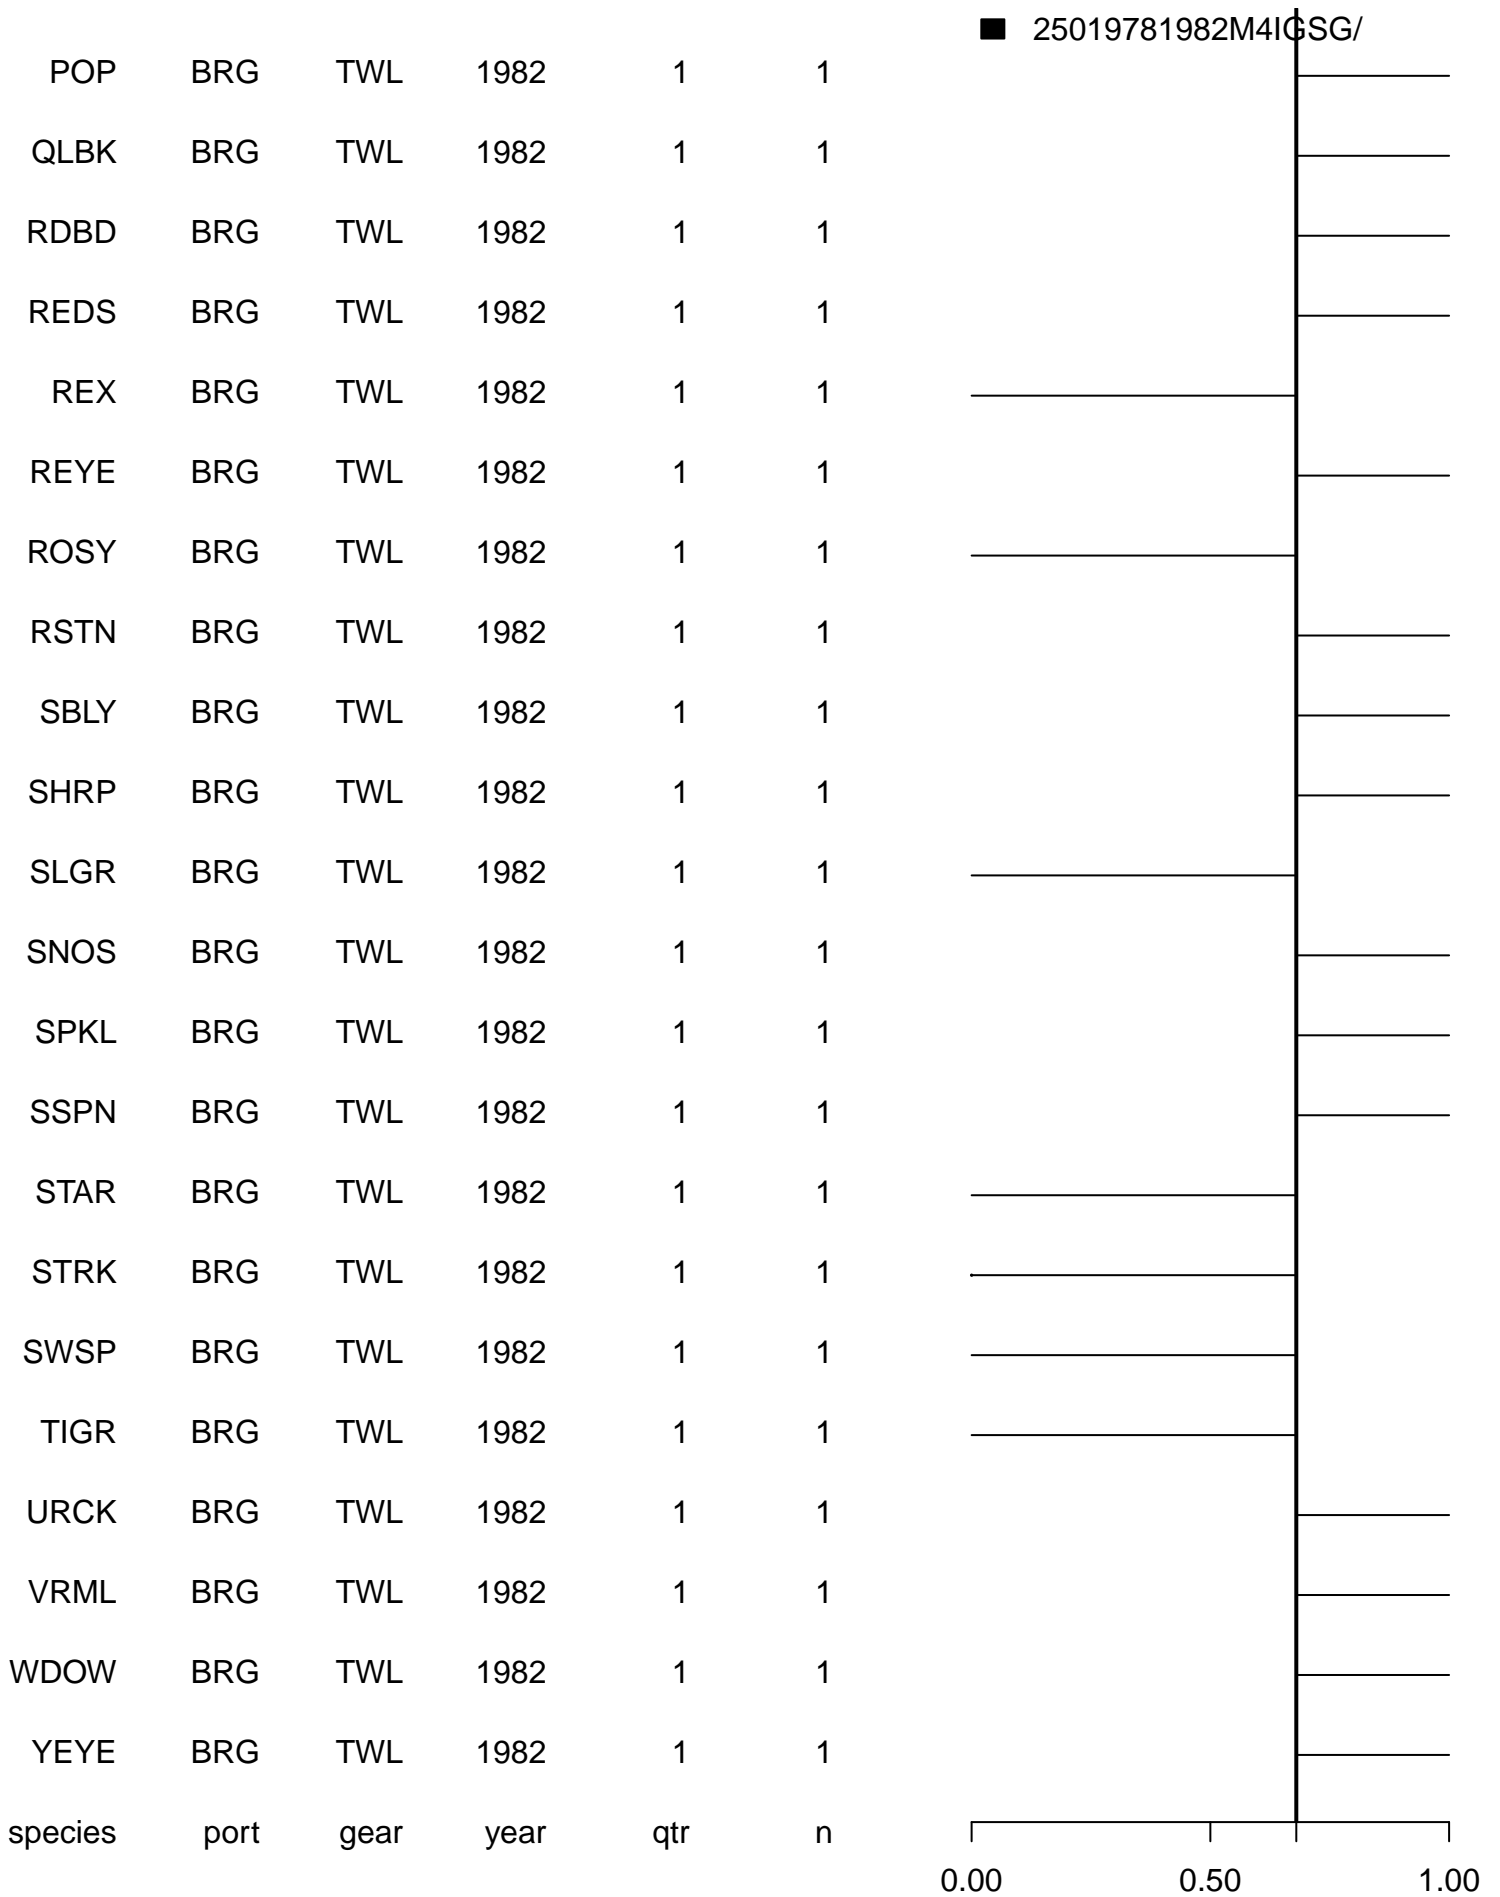 25019781982M4IGSG/
POP BRG TWL 1982 1 1
QLBK BRG TWL 1982 1 1
RDBD BRG TWL 1982 1 1
REDS BRG TWL 1982 1 1
REX BRG TWL 1982 1 1
REYE BRG TWL 1982 1 1
ROSY BRG TWL 1982 1 1
RSTN BRG TWL 1982 1 1
SBLY BRG TWL 1982 1 1
SHRP BRG TWL 1982 1 1
SLGR BRG TWL 1982 1 1
SNOS BRG TWL 1982 1 1
SPKL BRG TWL 1982 1 1
SSPN BRG TWL 1982 1 1
STAR BRG TWL 1982 1 1
STRK BRG TWL 1982 1 1
SWSP BRG TWL 1982 1 1
TIGR BRG TWL 1982 1 1
URCK BRG TWL 1982 1 1
VRML BRG TWL 1982 1 1
WDOW BRG TWL 1982 1 1
YEYE BRG TWL 1982 1 1
species port gear year qtr n
0.00 0.50 1.00